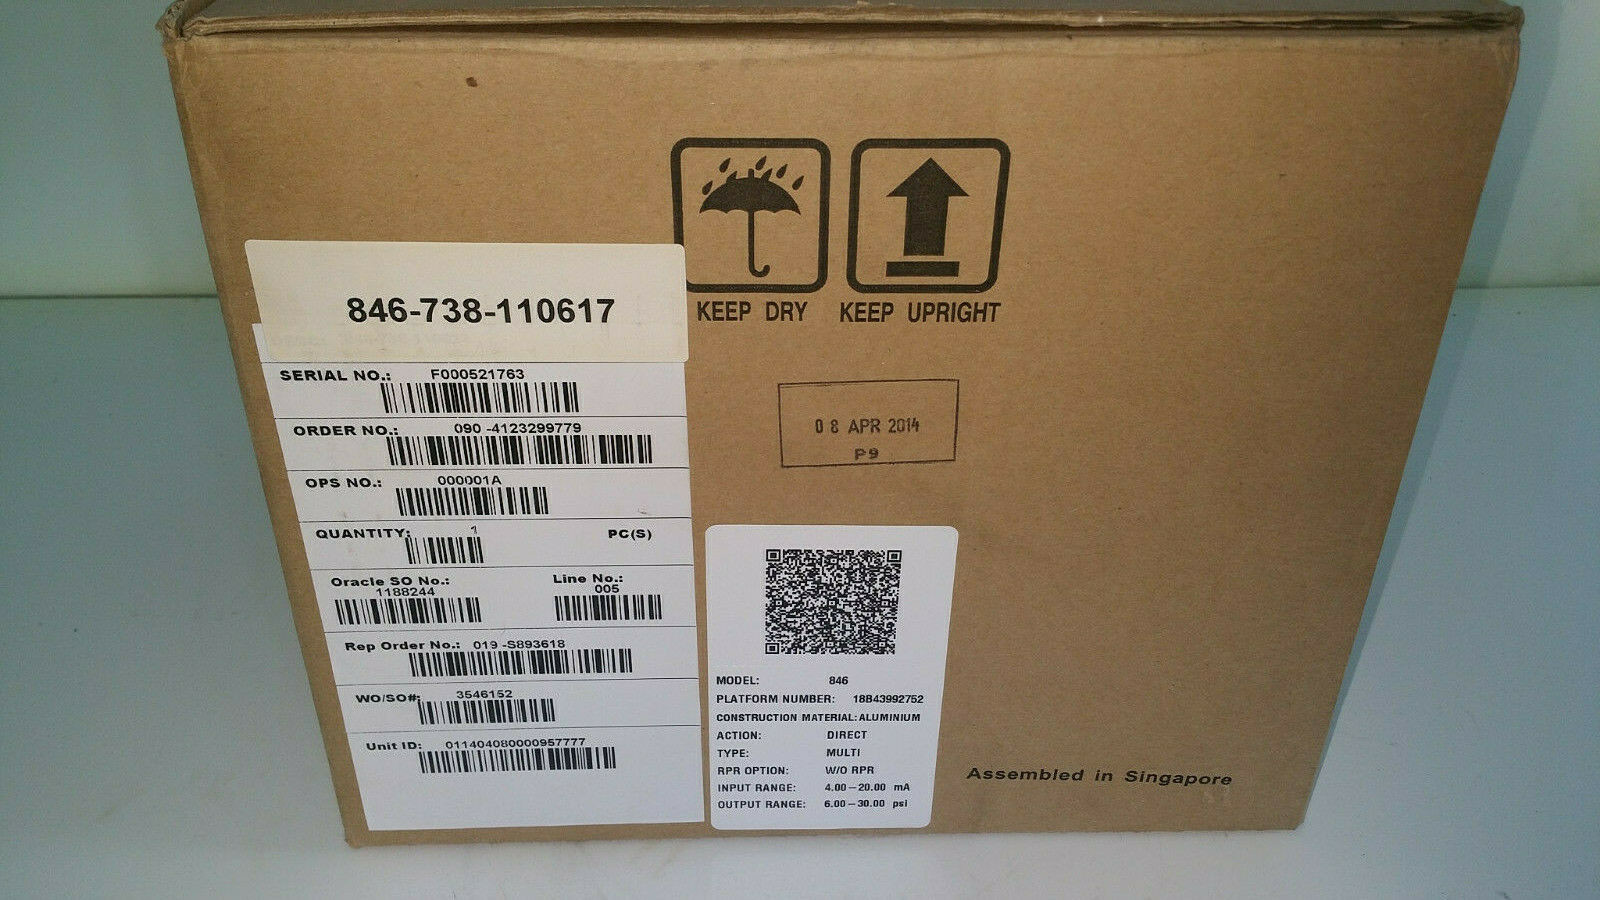 KEEP DRY KEEP UPRIGHT
846-738-110617
SERIAL NO.: F000521763
ORDER NO.: 090 -4123299779
OPS NO.: 000001A
QUANTITY: 1 PC(S)
Oracle SO No.: Line No.:
1188244 005
Rep Order No.: 019 -S893618
WO/SO#: 3546152
Unit ID: 011404080000957777
08 APR 2014
P9
MODEL: 846
PLATFORM NUMBER: 18B43992752
CONSTRUCTION MATERIAL: ALUMINIUM
ACTION: DIRECT
TYPE: MULTI
RPR OPTION: W/O RPR
INPUT RANGE: 4.00-20.00 mA
OUTPUT RANGE: 6.00-30.00 psi
Assembled in Singapore